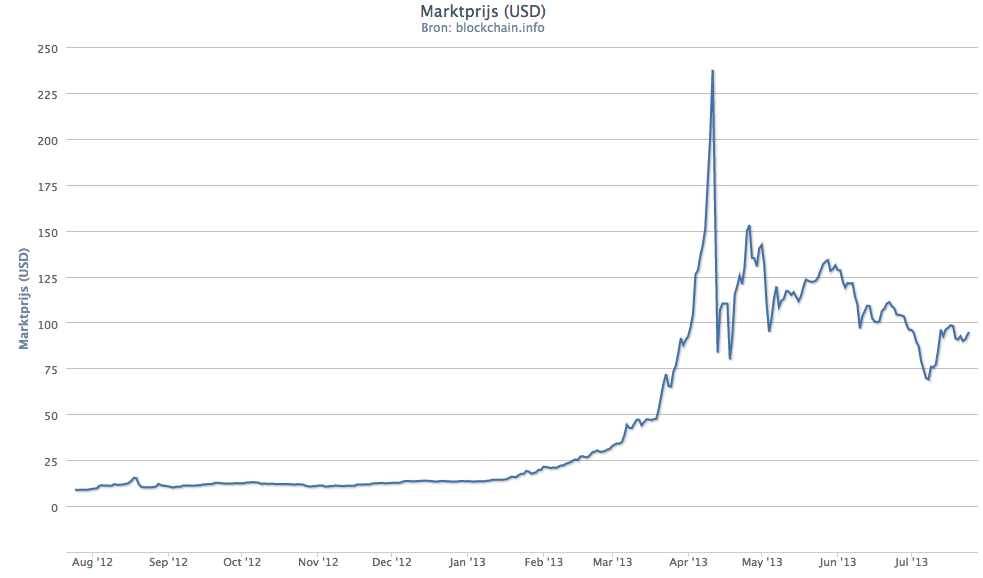 Marktprijs (USD)
Bron: blockchain.info
Marktprijs (USD)
250
225
200
175
150
125
100
75
50
25
0
Aug '12 Sep '12 Oct '12 Nov '12 Dec '12 Jan '13 Feb '13 Mar '13 Apr '13 May '13 Jun '13 Jul '13